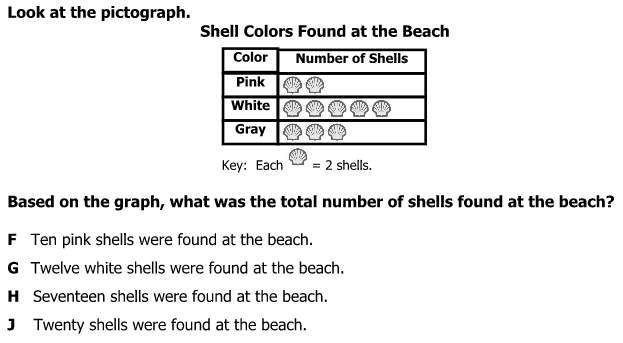 Look at the pictograph.
Shell Colors Found at the Beach
Color Number of Shells
Pink
White
Gray
Key: Each = 2 shells.
Based on the graph, what was the total number of shells found at the beach?
F Ten pink shells were found at the beach.
G Twelve white shells were found at the beach.
H Seventeen shells were found at the beach.
J Twenty shells were found at the beach.